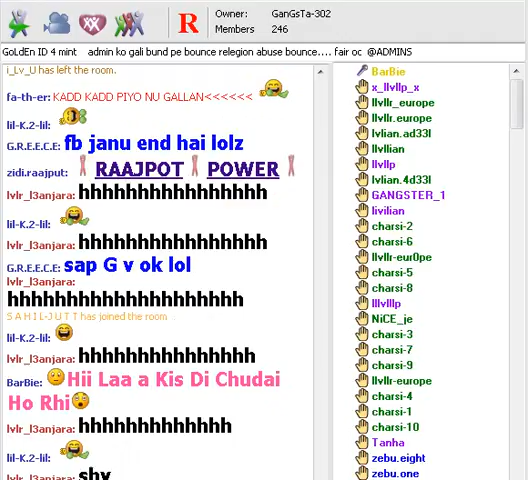 R
Owner: GanGsTa-302
Members 246
GoLdEn ID 4 mint admin ko gali bund pe bounce relegion abuse bounce.... fair oc @ADMINS
i_Lv_U has left the room.
fa-th-er: KADD KADD PIYO NU GALLAN<<<<<<
lil-K.2-lil:
G.R.E.E.C.E: fb janu end hai lolz
zidi.raajput: RAAJPOT POWER
lvlr_l3anjara: hhhhhhhhhhhhhhhhhh
lil-K.2-lil:
lvlr_l3anjara: hhhhhhhhhhhhhhhhhh
G.R.E.E.C.E: sap G v ok lol
lvlr_l3anjara:
hhhhhhhhhhhhhhhhhhhhh
S A H I L-J U T T has joined the room
lil-K.2-lil:
lvlr_l3anjara: hhhhhhhhhhhhhhhhh
BarBie: Hii Laa a Kis Di Chudai
Ho Rhi
lvlr_l3anjara: hhhhhhhhhhhhhh
lil-K.2-lil:
lvlr_l3anjara: shy
BarBie
x_llvllp_x
llvllr_europe
llvllr.europe
lvlian.ad33l
llvllian
llvllp
lvlian.4d33l
GANGSTER_1
livilian
charsi-2
charsi-6
llvllr-eur0pe
charsi-5
charsi-8
lllvlllp
NiCE_je
charsi-3
charsi-7
charsi-9
llvllr-europe
charsi-4
charsi-1
charsi-10
Tanha
zebu.eight
zebu.one